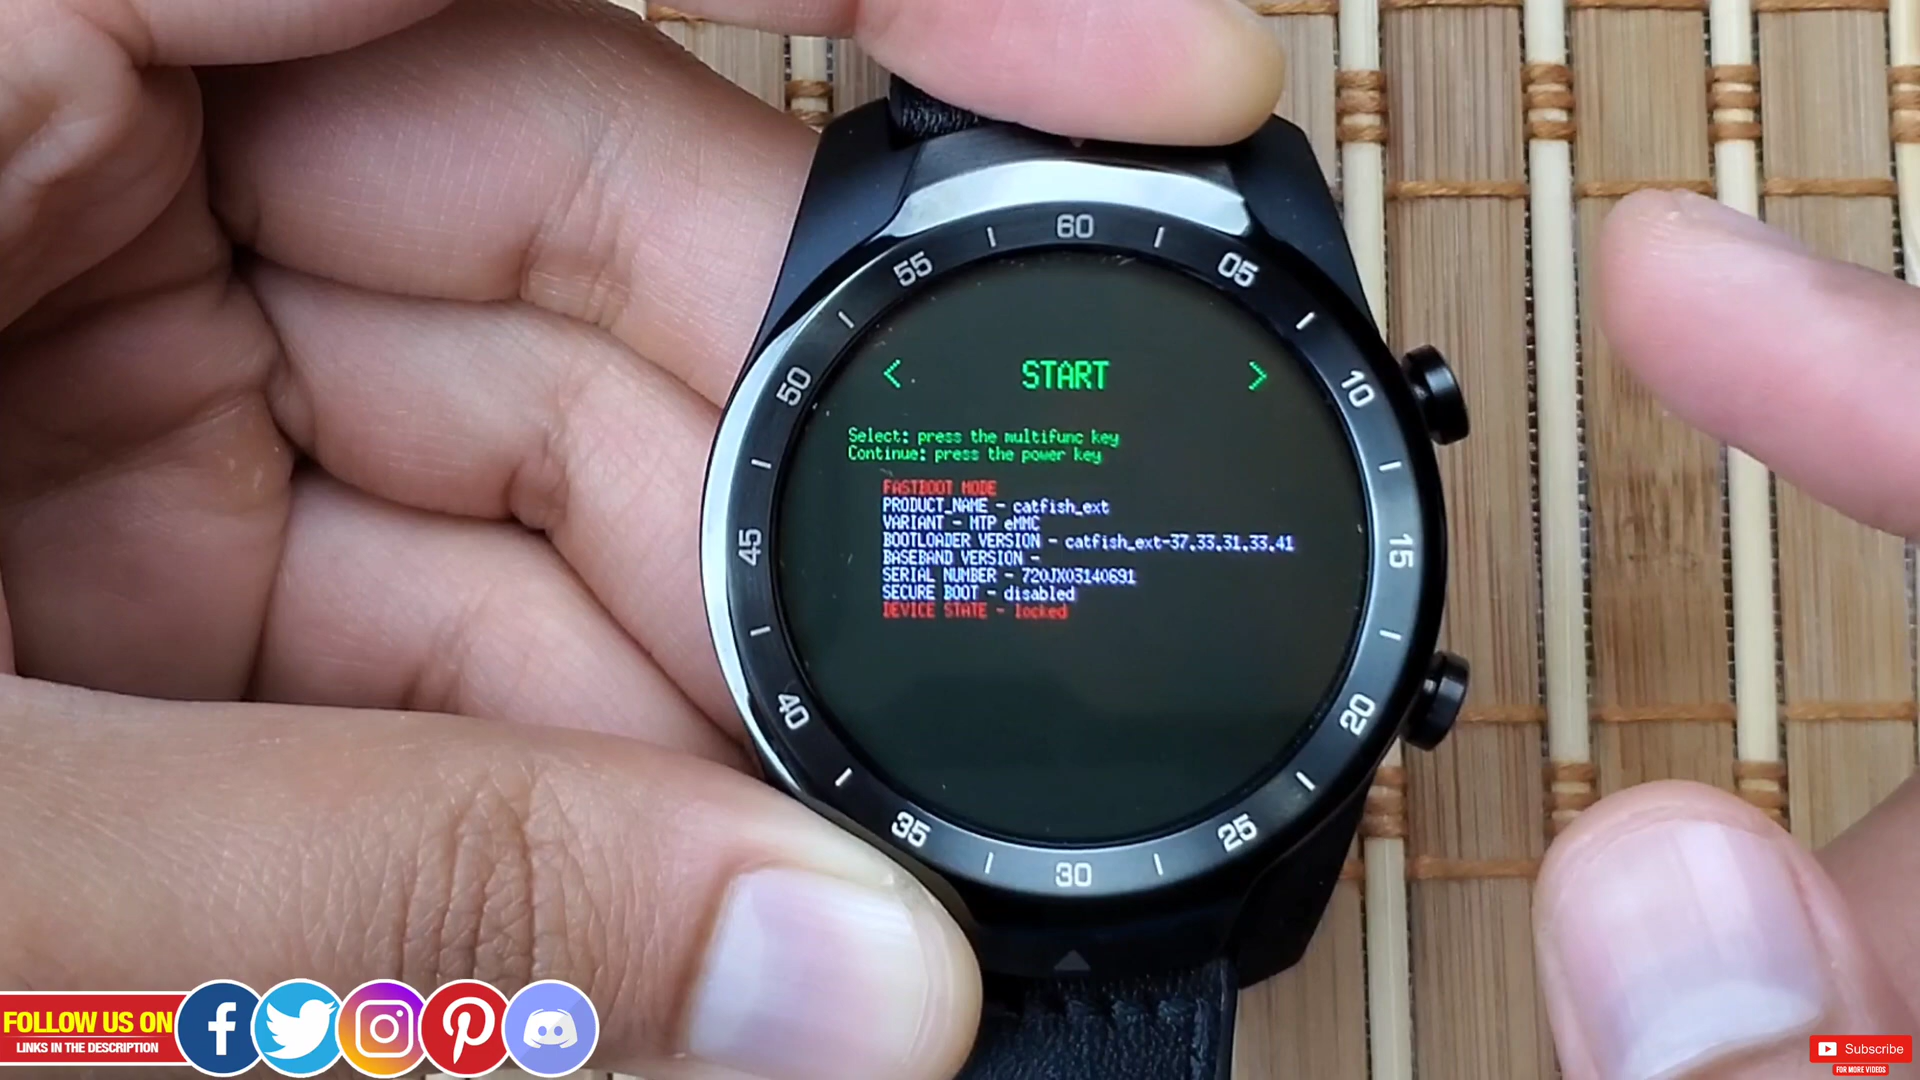 60
55
05
50
10
45
15
40
20
35
25
30
< START >
Select: press the multifunc key
Continue: press the power key
FASTBOOT MODE
PRODUCT_NAME - catfish_ext
VARIANT - MTP eMMC
BOOTLOADER VERSION - catfish_ext-37.33.31.33.41
BASEBAND VERSION -
SERIAL NUMBER - 720JX03140691
SECURE BOOT - disabled
DEVICE STATE - locked
FOLLOW US ON
LINKS IN THE DESCRIPTION
Subscribe
FOR MORE VIDEOS